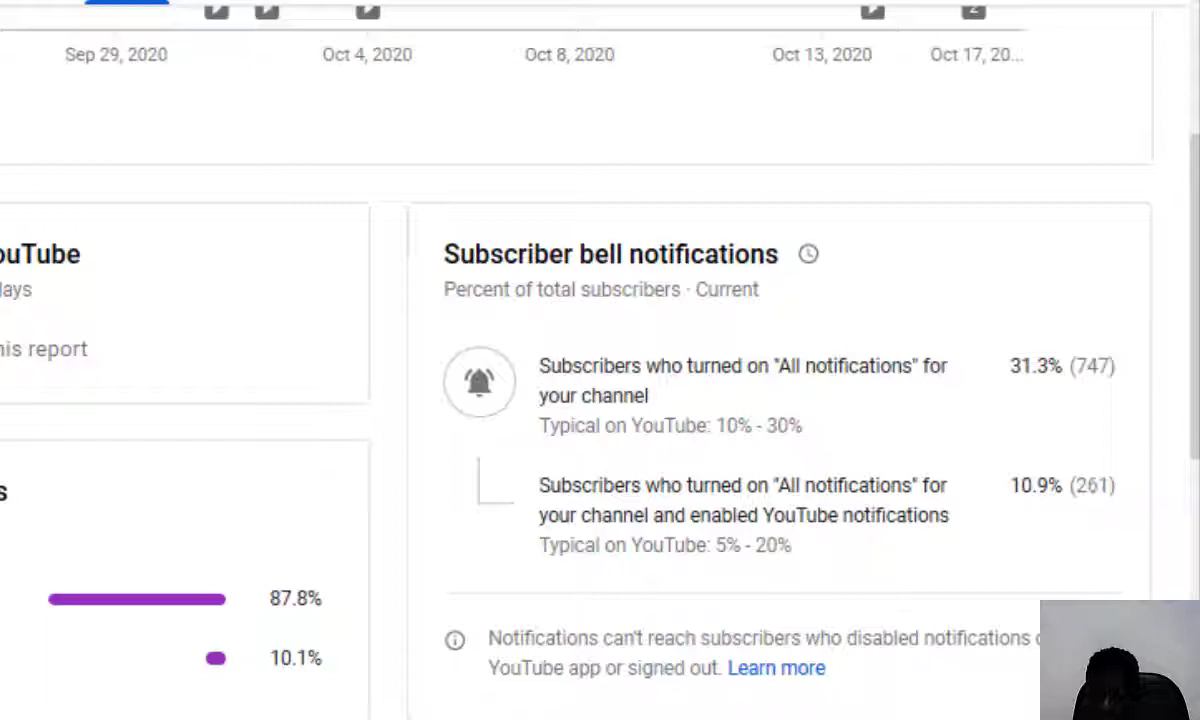 2
Sep 29, 2020 Oct 4, 2020 Oct 8, 2020 Oct 13, 2020 Oct 17, 20...
ouTube
lays
his report
s
87.8%
10.1%
Subscriber bell notifications
Percent of total subscribers · Current
Subscribers who turned on "All notifications" for 31.3% (747)
your channel
Typical on YouTube: 10% - 30%
Subscribers who turned on "All notifications" for 10.9% (261)
your channel and enabled YouTube notifications
Typical on YouTube: 5% - 20%
Notifications can't reach subscribers who disabled notifications
YouTube app or signed out. Learn more